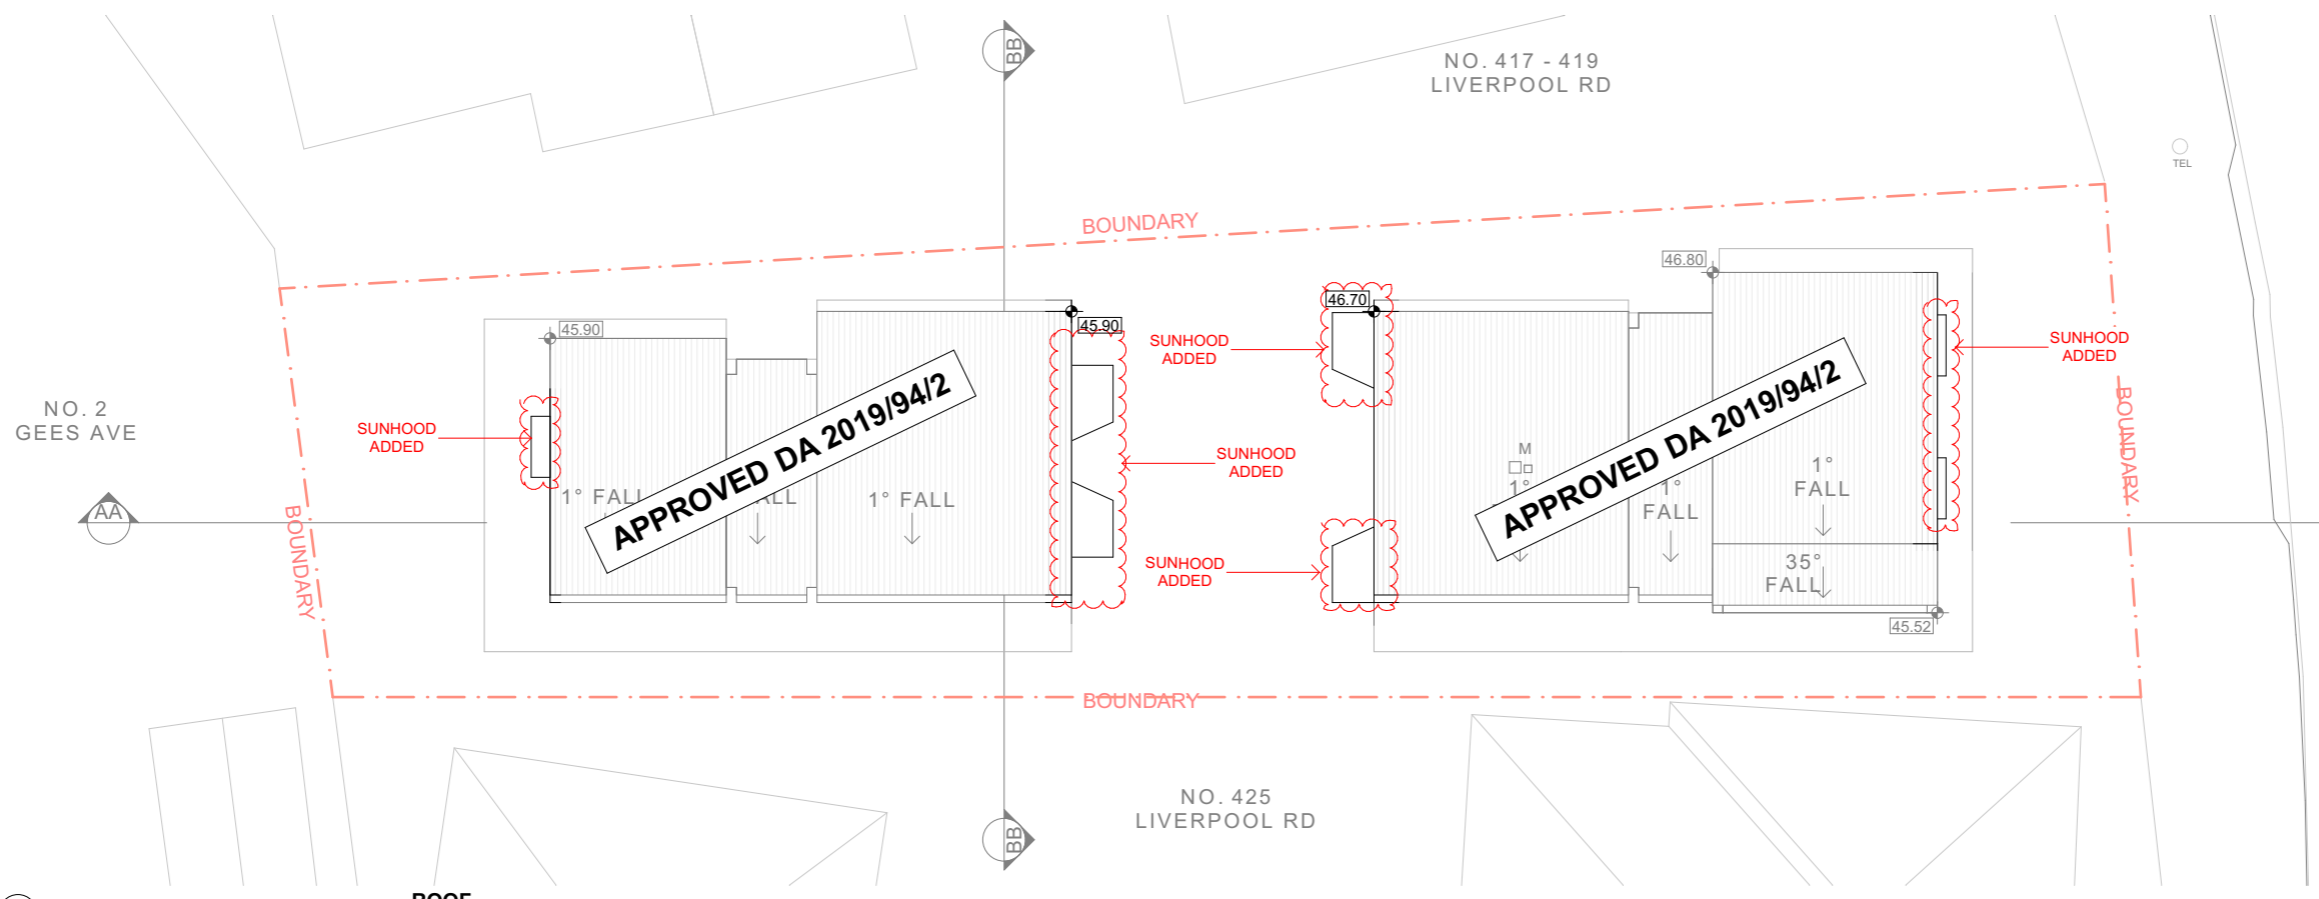 BB
NO. 417 - 419
LIVERPOOL RD
TEL
BOUNDARY
46.80
46.70
45.90
45.90
SUNHOOD
ADDED
SUNHOOD
ADDED
NO. 2
GEES AVE
SUNHOOD
ADDED
SUNHOOD
ADDED
APPROVED DA 2019/94/2
APPROVED DA 2019/94/2
BOUNDARY
M
1° FALL
1° FALL
1°
1°
FALL
1°
FALL
AA
BOUNDARY
SUNHOOD
ADDED
35°
FALL
45.52
BOUNDARY
NO. 425
LIVERPOOL RD
BB